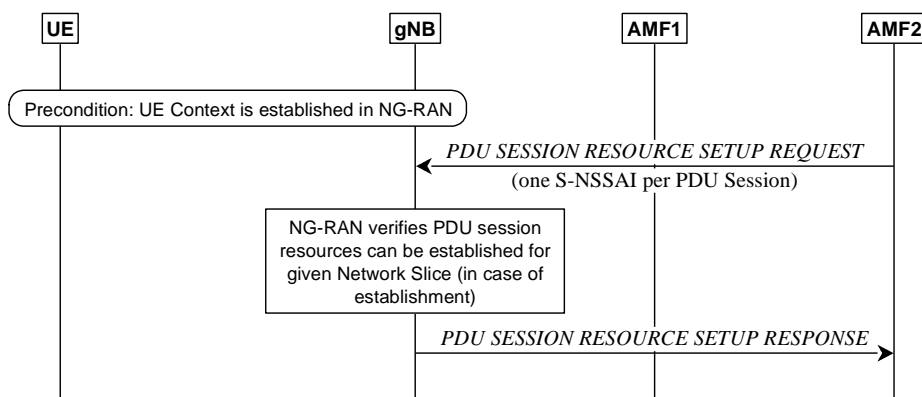 UE gNB AMF1 AMF2
Precondition: UE Context is established in NG-RAN
PDU SESSION RESOURCE SETUP REQUEST
(one S-NSSAI per PDU Session)
NG-RAN verifies PDU session
resources can be established for
given Network Slice (in case of
establishment)
PDU SESSION RESOURCE SETUP RESPONSE